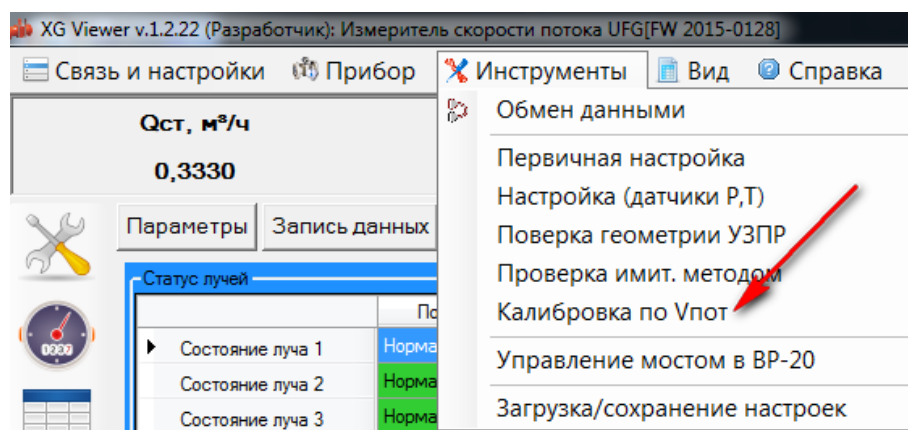 XG Viewer v.1.2.22 (Разработчик): Измеритель скорости потока UFG[FW 2015-0128]
Связь и настройки Прибор Инструменты Вид Справка
Qст, м³/ч
0,3330
Обмен данными
Первичная настройка
Настройка (датчики P,T)
Поверка геометрии УЗПР
Проверка имит. методом
Калибровка по Vпот
Управление мостом в ВР-20
Загрузка/сохранение настроек
Параметры Запись данных
Статус лучей
Состояние луча 1
Состояние луча 2
Состояние луча 3